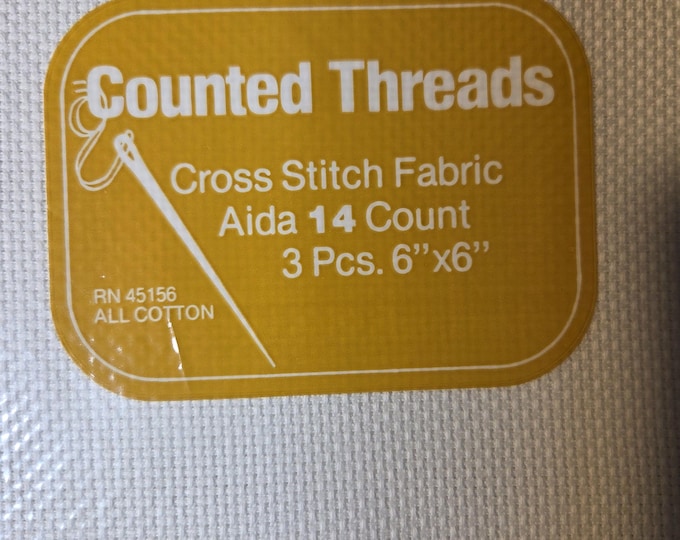 Counted Threads
Cross Stitch Fabric
Aida 14 Count
3 Pcs. 6”x6”
RN 45156
ALL COTTON